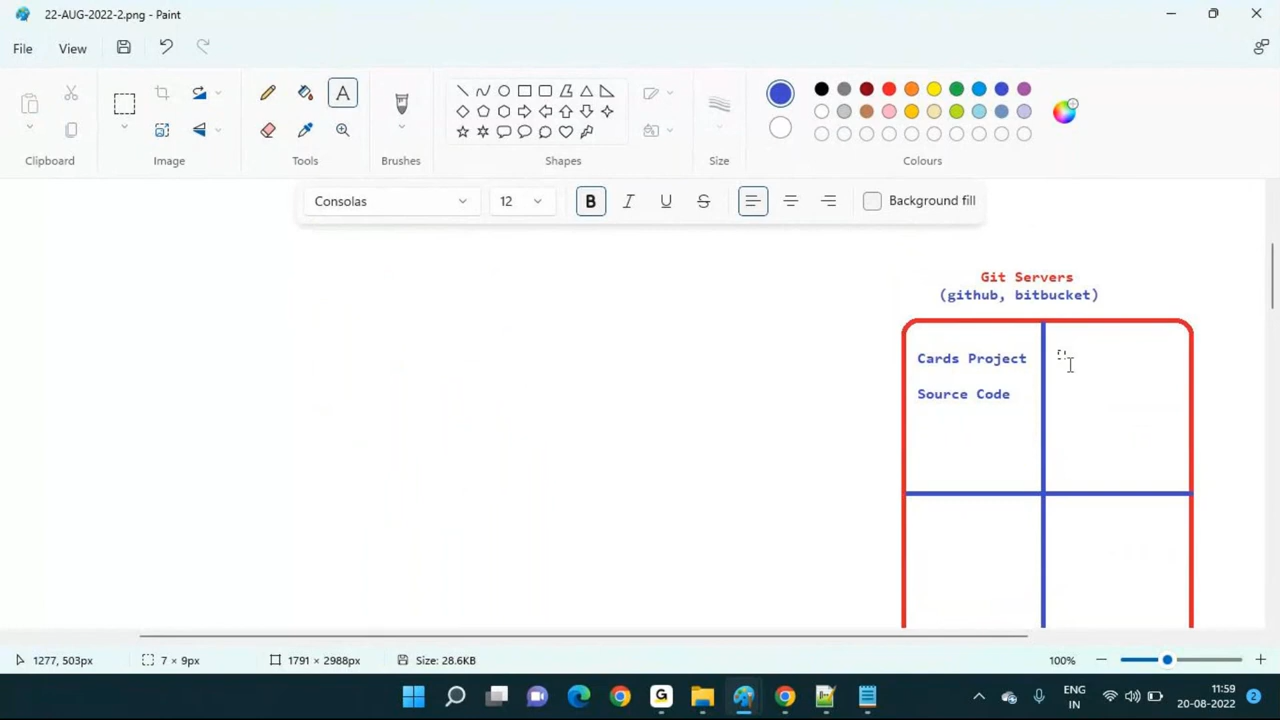 22-AUG-2022-2.png - Paint
File View
Clipboard Image Tools Brushes Shapes Size Colours
Consolas 12 B I U S Background fill
Git Servers
(github, bitbucket)
Cards Project
Source Code
1277, 503px 7 × 9px 1791 × 2988px Size: 28.6KB 100%
ENG
IN
11:59
20-08-2022
2